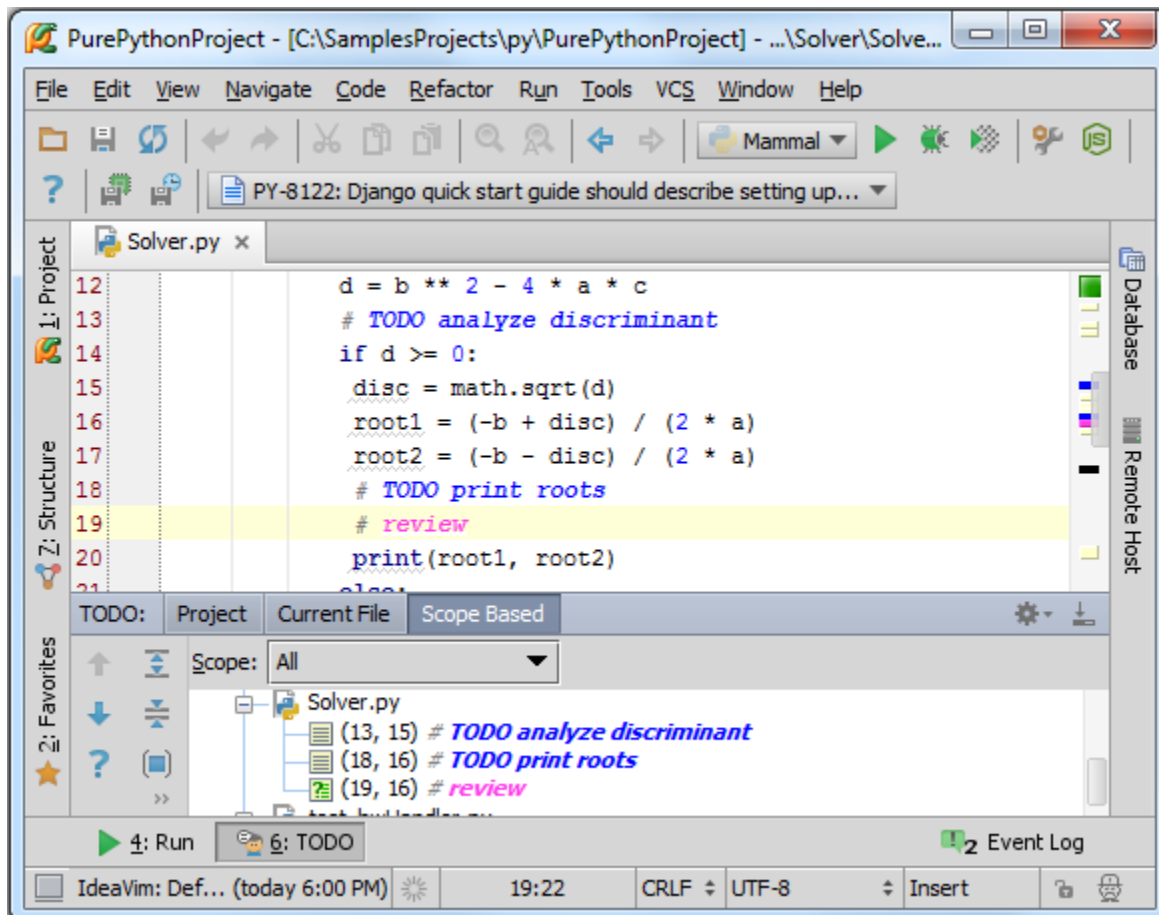 PurePythonProject - [C:\SamplesProjects\py\PurePythonProject] - ...\Solver\Solve...
File Edit View Navigate Code Refactor Run Tools VCS Window Help
Mammal
JS
? PY-8122: Django quick start guide should describe setting up...
Solver.py
1: Project
7: Structure
2: Favorites
12 d = b ** 2 - 4 * a * c
13 # TODO analyze discriminant
14 if d >= 0:
15 disc = math.sqrt(d)
16 root1 = (-b + disc) / (2 * a)
17 root2 = (-b - disc) / (2 * a)
18 # TODO print roots
19 # review
20 print(root1, root2)
21 else:
Database
Remote Host
TODO: Project Current File Scope Based
Scope: All
Solver.py
(13, 15) # TODO analyze discriminant
(18, 16) # TODO print roots
(19, 16) # review
?
4: Run 6: TODO 2 Event Log
IdeaVim: Def... (today 6:00 PM) 19:22 CRLF UTF-8 Insert